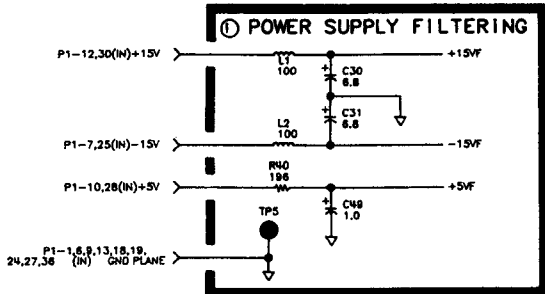 ① POWER SUPPLY FILTERING
P1-12,30(IN)+15V
L1
100
+15VF
C30
6.8
C31
6.8
L2
100
P1-7,25(IN)-15V
-15VF
R40
196
P1-10,28(IN)+5V
+5VF
C49
1.0
TP5
P1-1,6,9,13,18,19,
24,27,36 (IN) GND PLANE